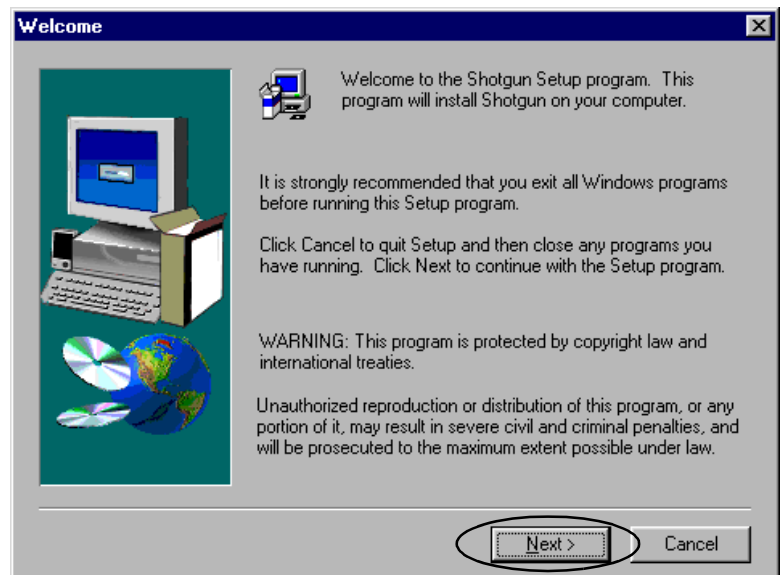 Welcome
Welcome to the Shotgun Setup program. This
program will install Shotgun on your computer.
It is strongly recommended that you exit all Windows programs
before running this Setup program.
Click Cancel to quit Setup and then close any programs you
have running. Click Next to continue with the Setup program.
WARNING: This program is protected by copyright law and
international treaties.
Unauthorized reproduction or distribution of this program, or any
portion of it, may result in severe civil and criminal penalties, and
will be prosecuted to the maximum extent possible under law.
Next >
Cancel